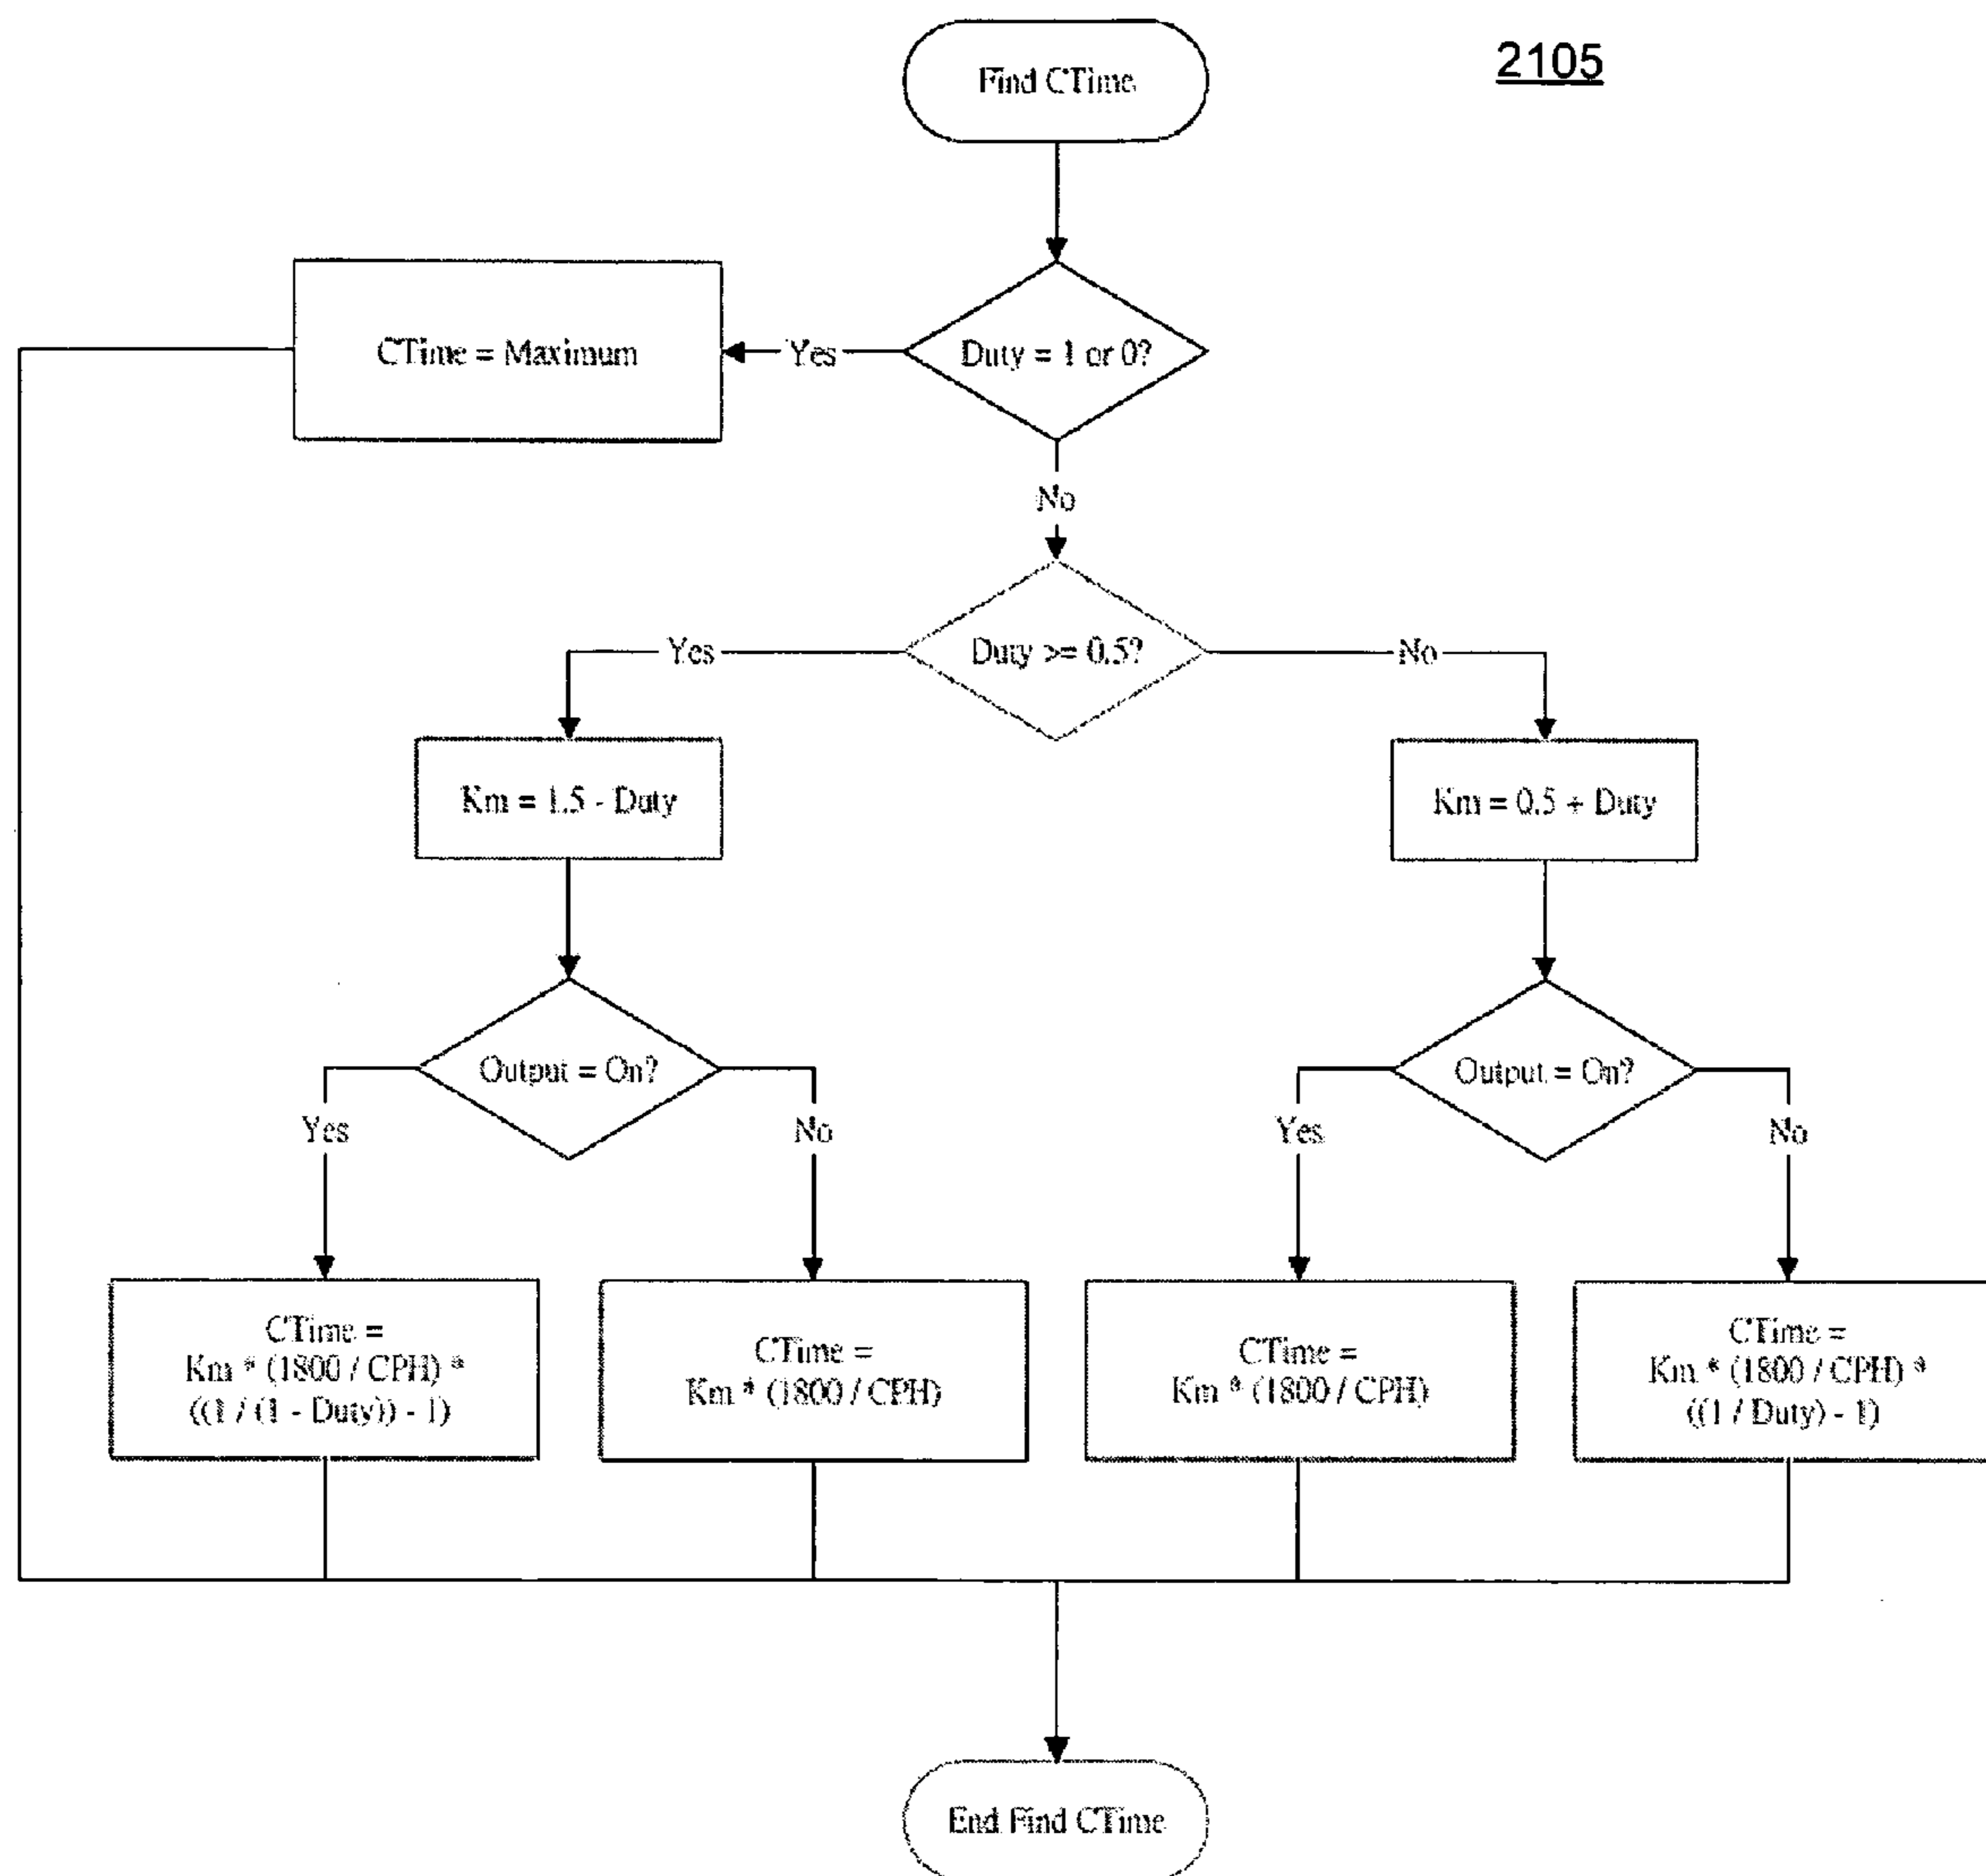 2105
Find CTime
Duty = 1 or 0?
Yes
CTime = Maximum
No
Duty >= 0.5?
Yes
No
Km = 1.5 - Duty
Km = 0.5 + Duty
Output = On?
Output = On?
Yes
No
Yes
No
CTime =
Km * (1800 / CPH) *
((1 / (1 - Duty)) - 1)
CTime =
Km * (1800 / CPH)
CTime =
Km * (1800 / CPH)
CTime =
Km * (1800 / CPH) *
((1 / Duty) - 1)
End Find CTime